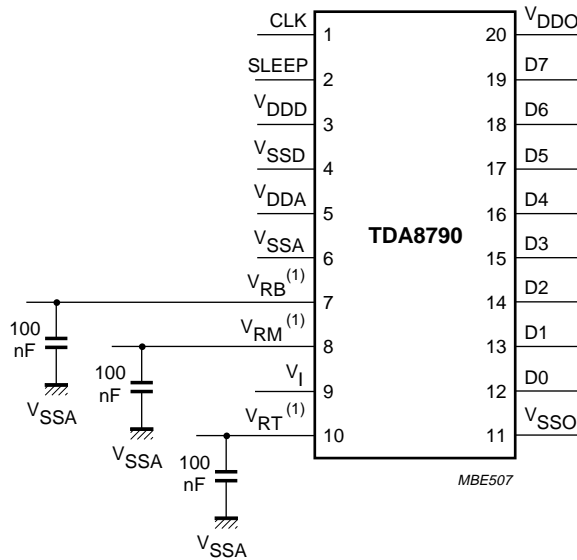 CLK 1
SLEEP 2
VDDD 3
VSSD 4
VDDA 5
VSSA 6
VRB(1) 7
VRM(1) 8
VI 9
VRT(1) 10
TDA8790
20 VDDO
19 D7
18 D6
17 D5
16 D4
15 D3
14 D2
13 D1
12 D0
11 VSSO
100
nF
VSSA
100
nF
VSSA
100
nF
VSSA
MBE507